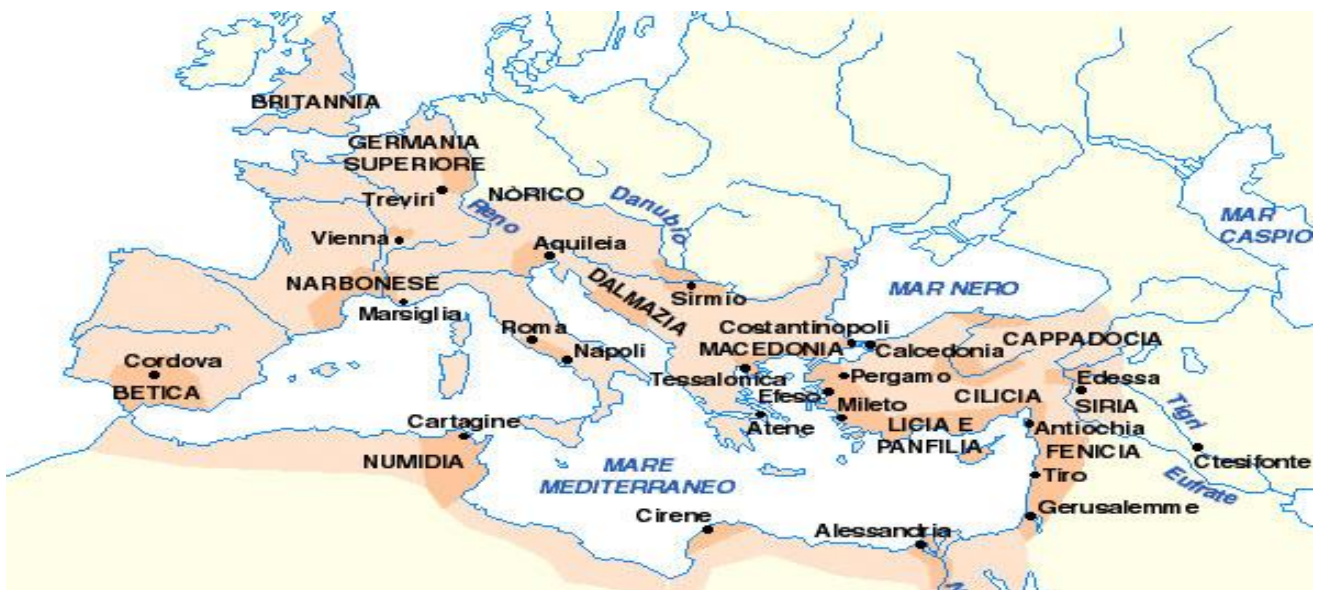 BRITANNIA
GERMANIA
SUPERIORE
Treviri
NÒRICO
Reno
Danubio
Vienna
Aquileia
MAR
CASPIO
NARBONESE
Marsiglia
DALMAZIA
Sirmio
MAR NERO
Roma
Napoli
Costantinopoli
MACEDONIA
Calcedonia
CAPPADOCIA
Cordova
BETICA
Tessalonica
Pergamo
Efeso
Mileto
CILICIA
Edessa
SIRIA
Tigri
Cartagine
Atene
LICIA E
PANFILIA
Antiochia
FENICIA
Ctesifonte
NUMIDIA
MARE
MEDITERRANEO
Tiro
Eufrate
Cirene
Alessandria
Gerusalemme